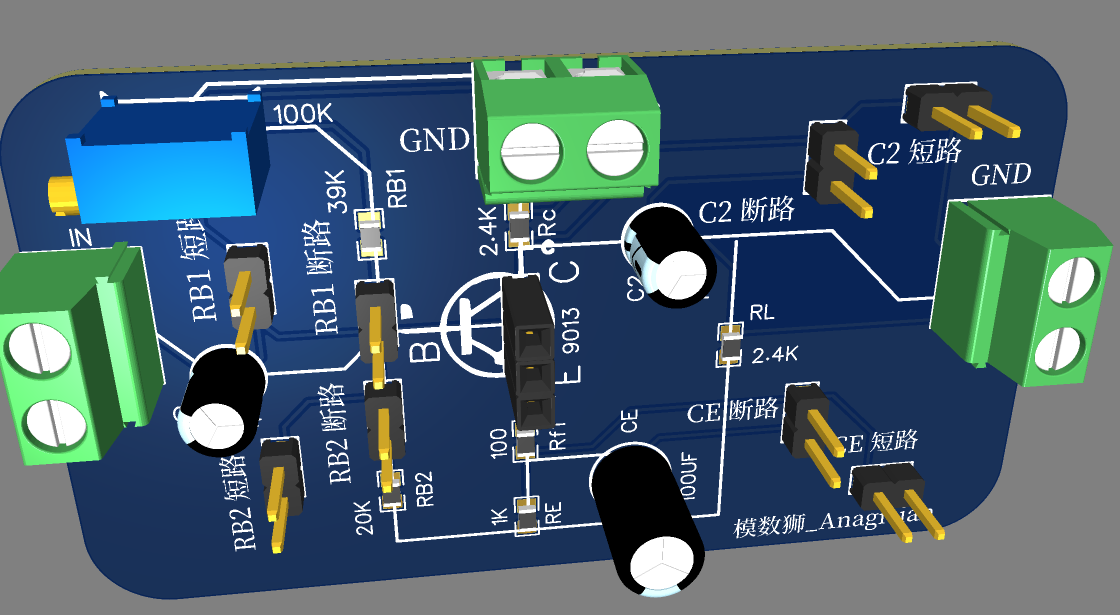 100K
GND
C2 短路
GND
39K
RB1
2.4K
Rc
C2 断路
IN
RB1 短路
RB1 断路
C
C2
RL
2.4K
B
9013
E
CE 断路
CE 短路
RB2 断路
CE
100
Rf1
RB2 短路
20K
RB2
1K
RE
100UF
模数狮_Anagi